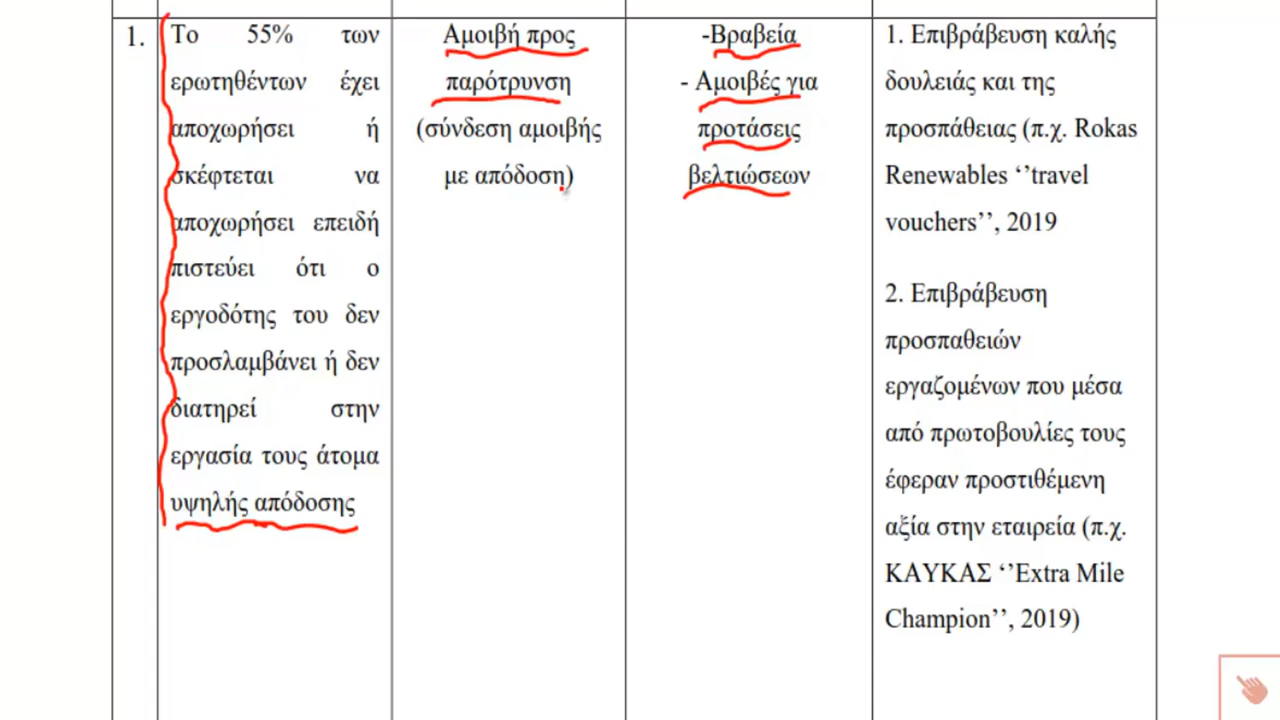 1.
Το 55% των
ερωτηθέντων έχει
αποχωρήσει ή
σκέφτεται να
αποχωρήσει επειδή
πιστεύει ότι ο
εργοδότης του δεν
προσλαμβάνει ή δεν
διατηρεί στην
εργασία τους άτομα
υψηλής απόδοσης
Αμοιβή προς
παρότρυνση
(σύνδεση αμοιβής
με απόδοση)
-Βραβεία
- Αμοιβές για
προτάσεις
βελτιώσεων
1. Επιβράβευση καλής
δουλειάς και της
προσπάθειας (π.χ. Rokas
Renewables ‘’travel
vouchers’’, 2019
2. Επιβράβευση
προσπαθειών
εργαζομένων που μέσα
από πρωτοβουλίες τους
έφεραν προστιθέμενη
αξία στην εταιρεία (π.χ.
ΚΑΥΚΑΣ ‘’Extra Mile
Champion’’, 2019)